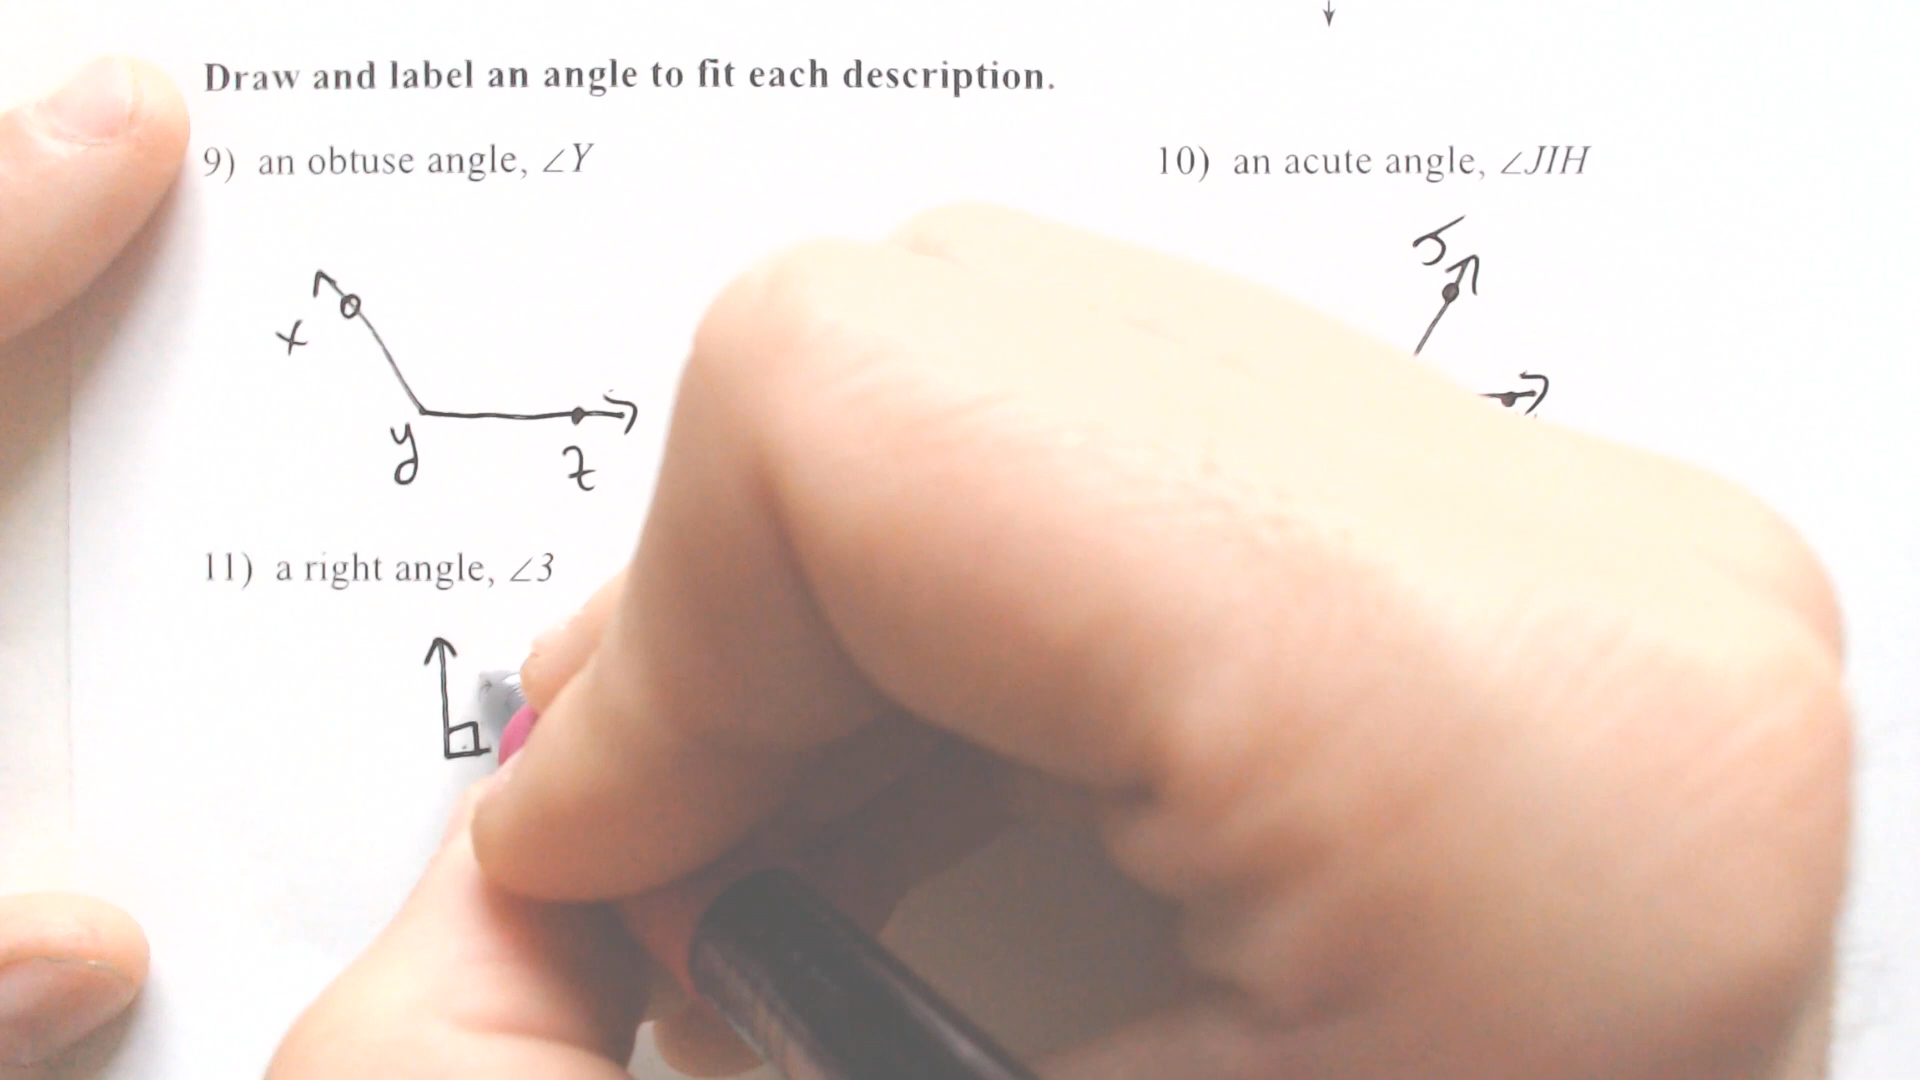 Draw and label an angle to fit each description.
9) an obtuse angle, ∠Y
10) an acute angle, ∠JIH
J
x
y
z
11) a right angle, ∠3